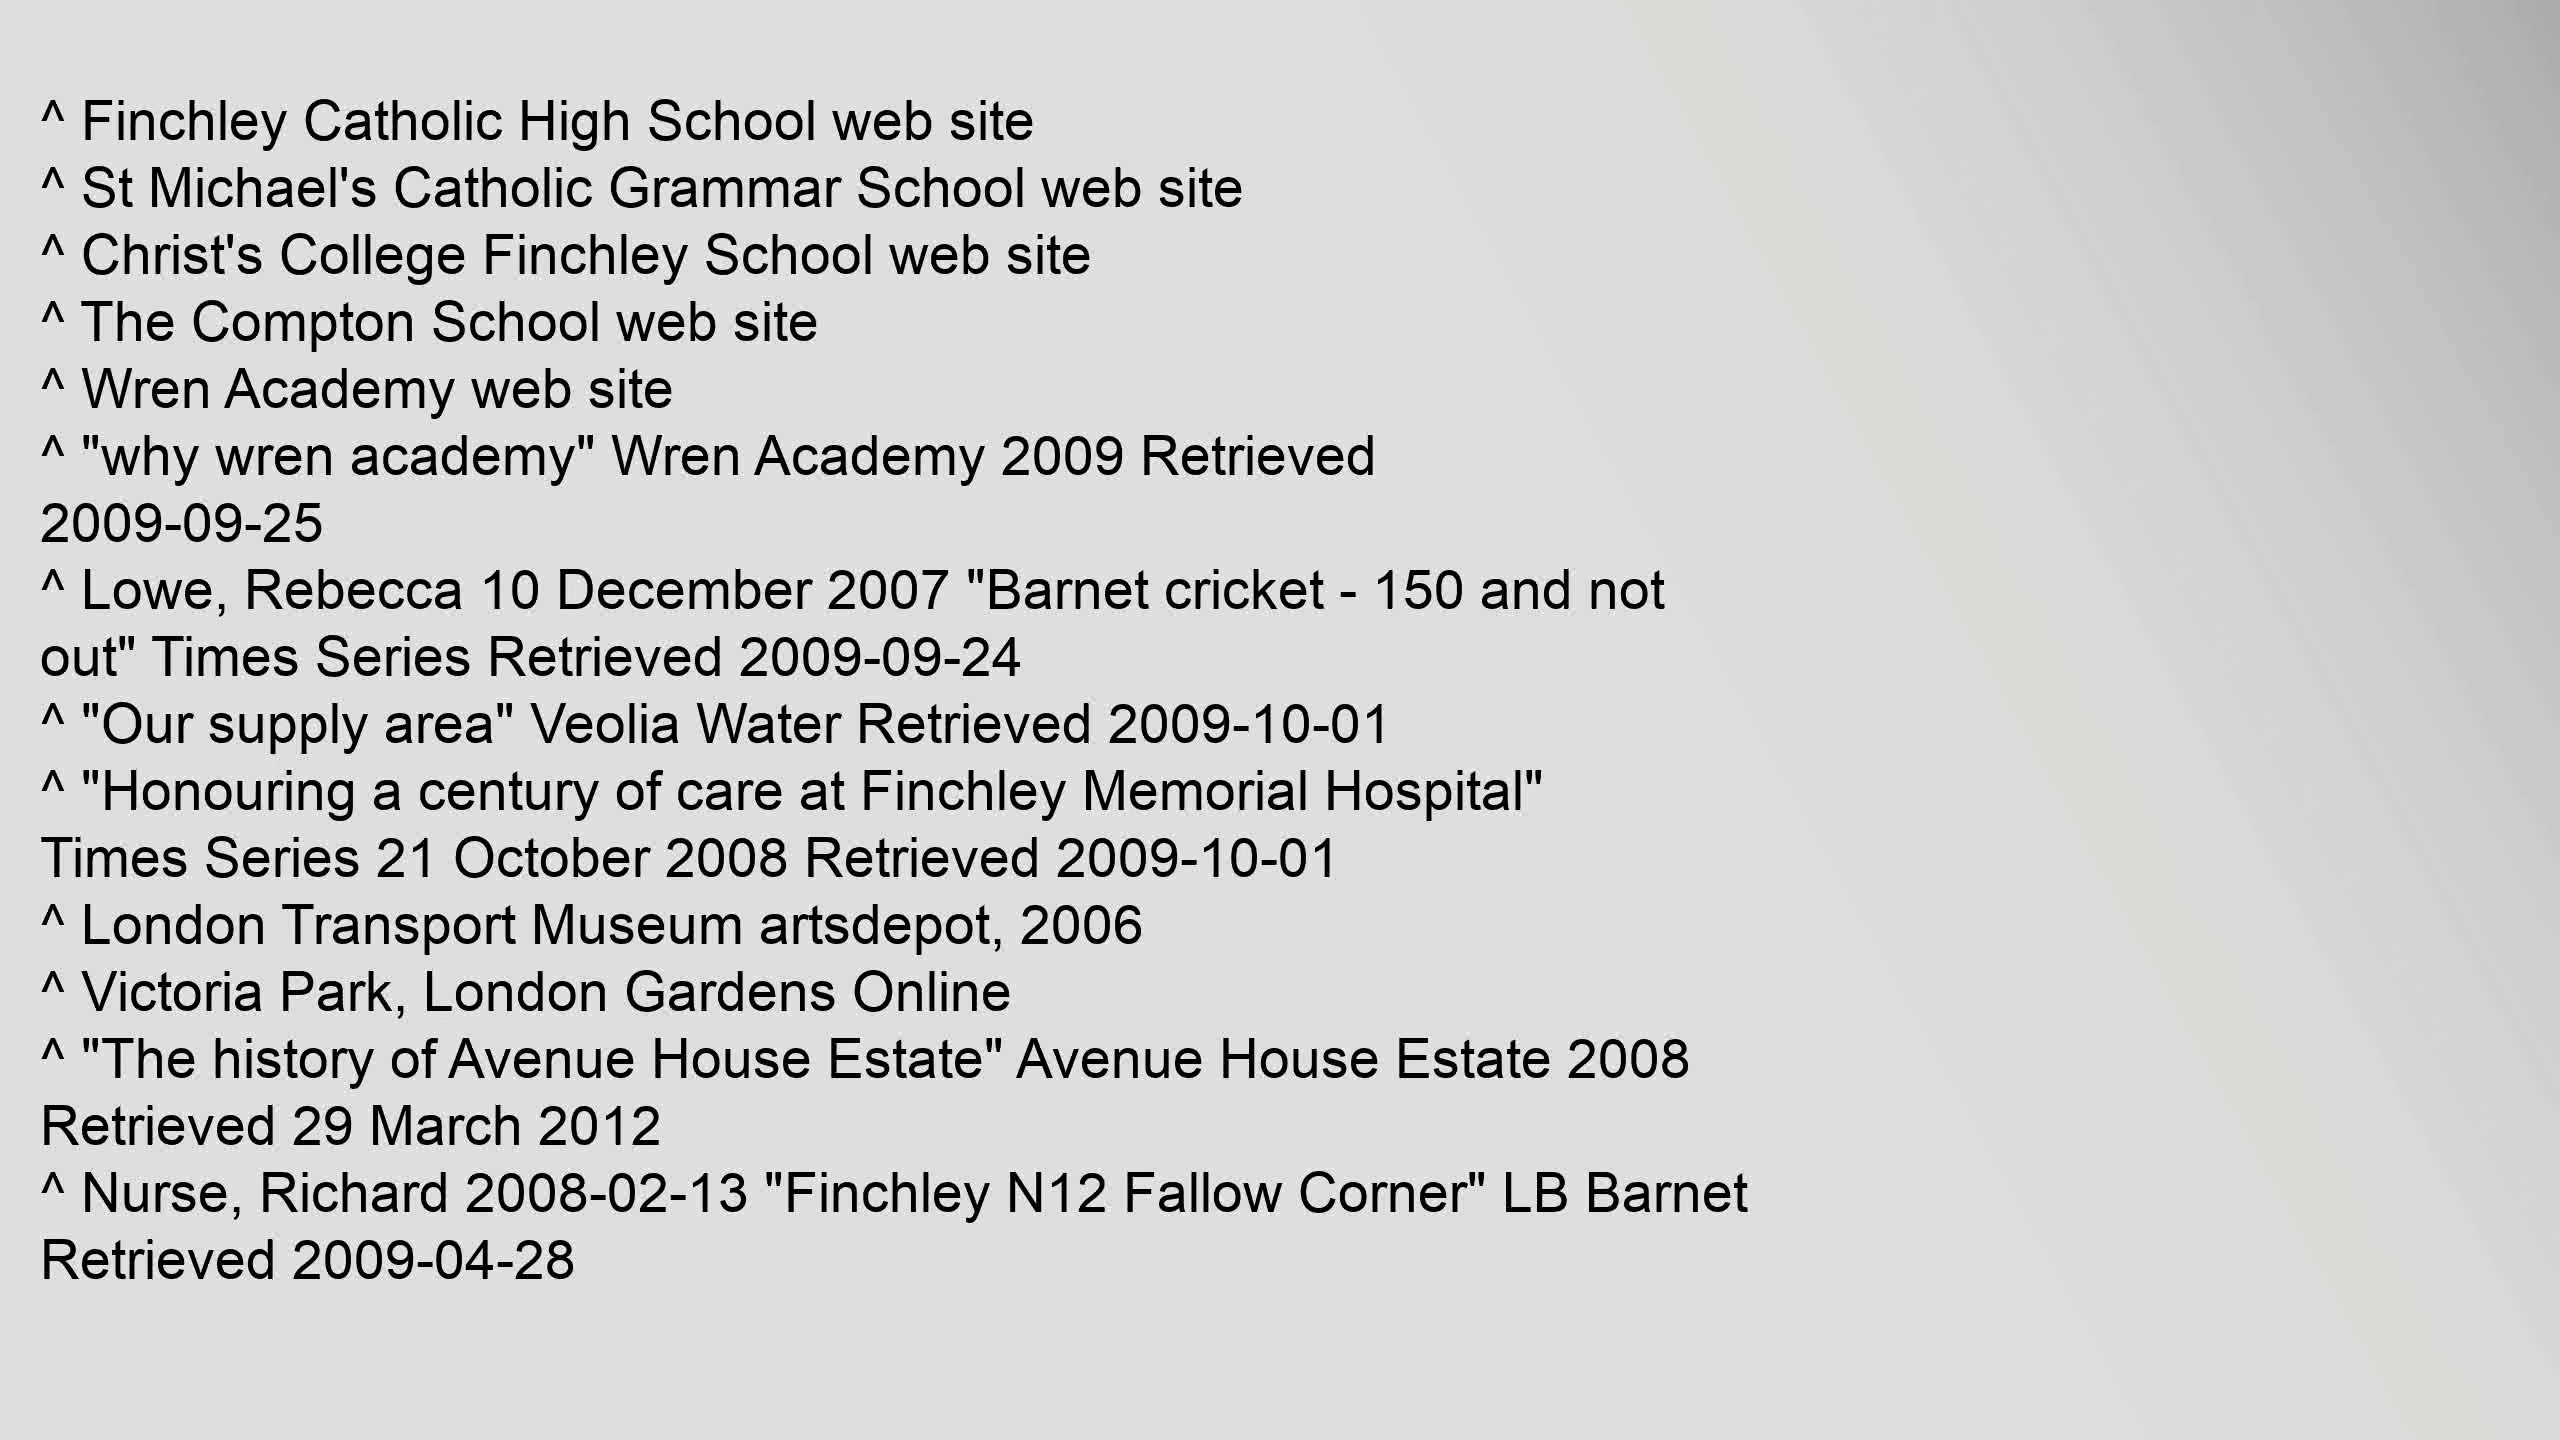 ^ Finchley Catholic High School web site
^ St Michael's Catholic Grammar School web site
^ Christ's College Finchley School web site
^ The Compton School web site
^ Wren Academy web site
^ "why wren academy" Wren Academy 2009 Retrieved
2009-09-25
^ Lowe, Rebecca 10 December 2007 "Barnet cricket - 150 and not
out" Times Series Retrieved 2009-09-24
^ "Our supply area" Veolia Water Retrieved 2009-10-01
^ "Honouring a century of care at Finchley Memorial Hospital"
Times Series 21 October 2008 Retrieved 2009-10-01
^ London Transport Museum artsdepot, 2006
^ Victoria Park, London Gardens Online
^ "The history of Avenue House Estate" Avenue House Estate 2008
Retrieved 29 March 2012
^ Nurse, Richard 2008-02-13 "Finchley N12 Fallow Corner" LB Barnet
Retrieved 2009-04-28